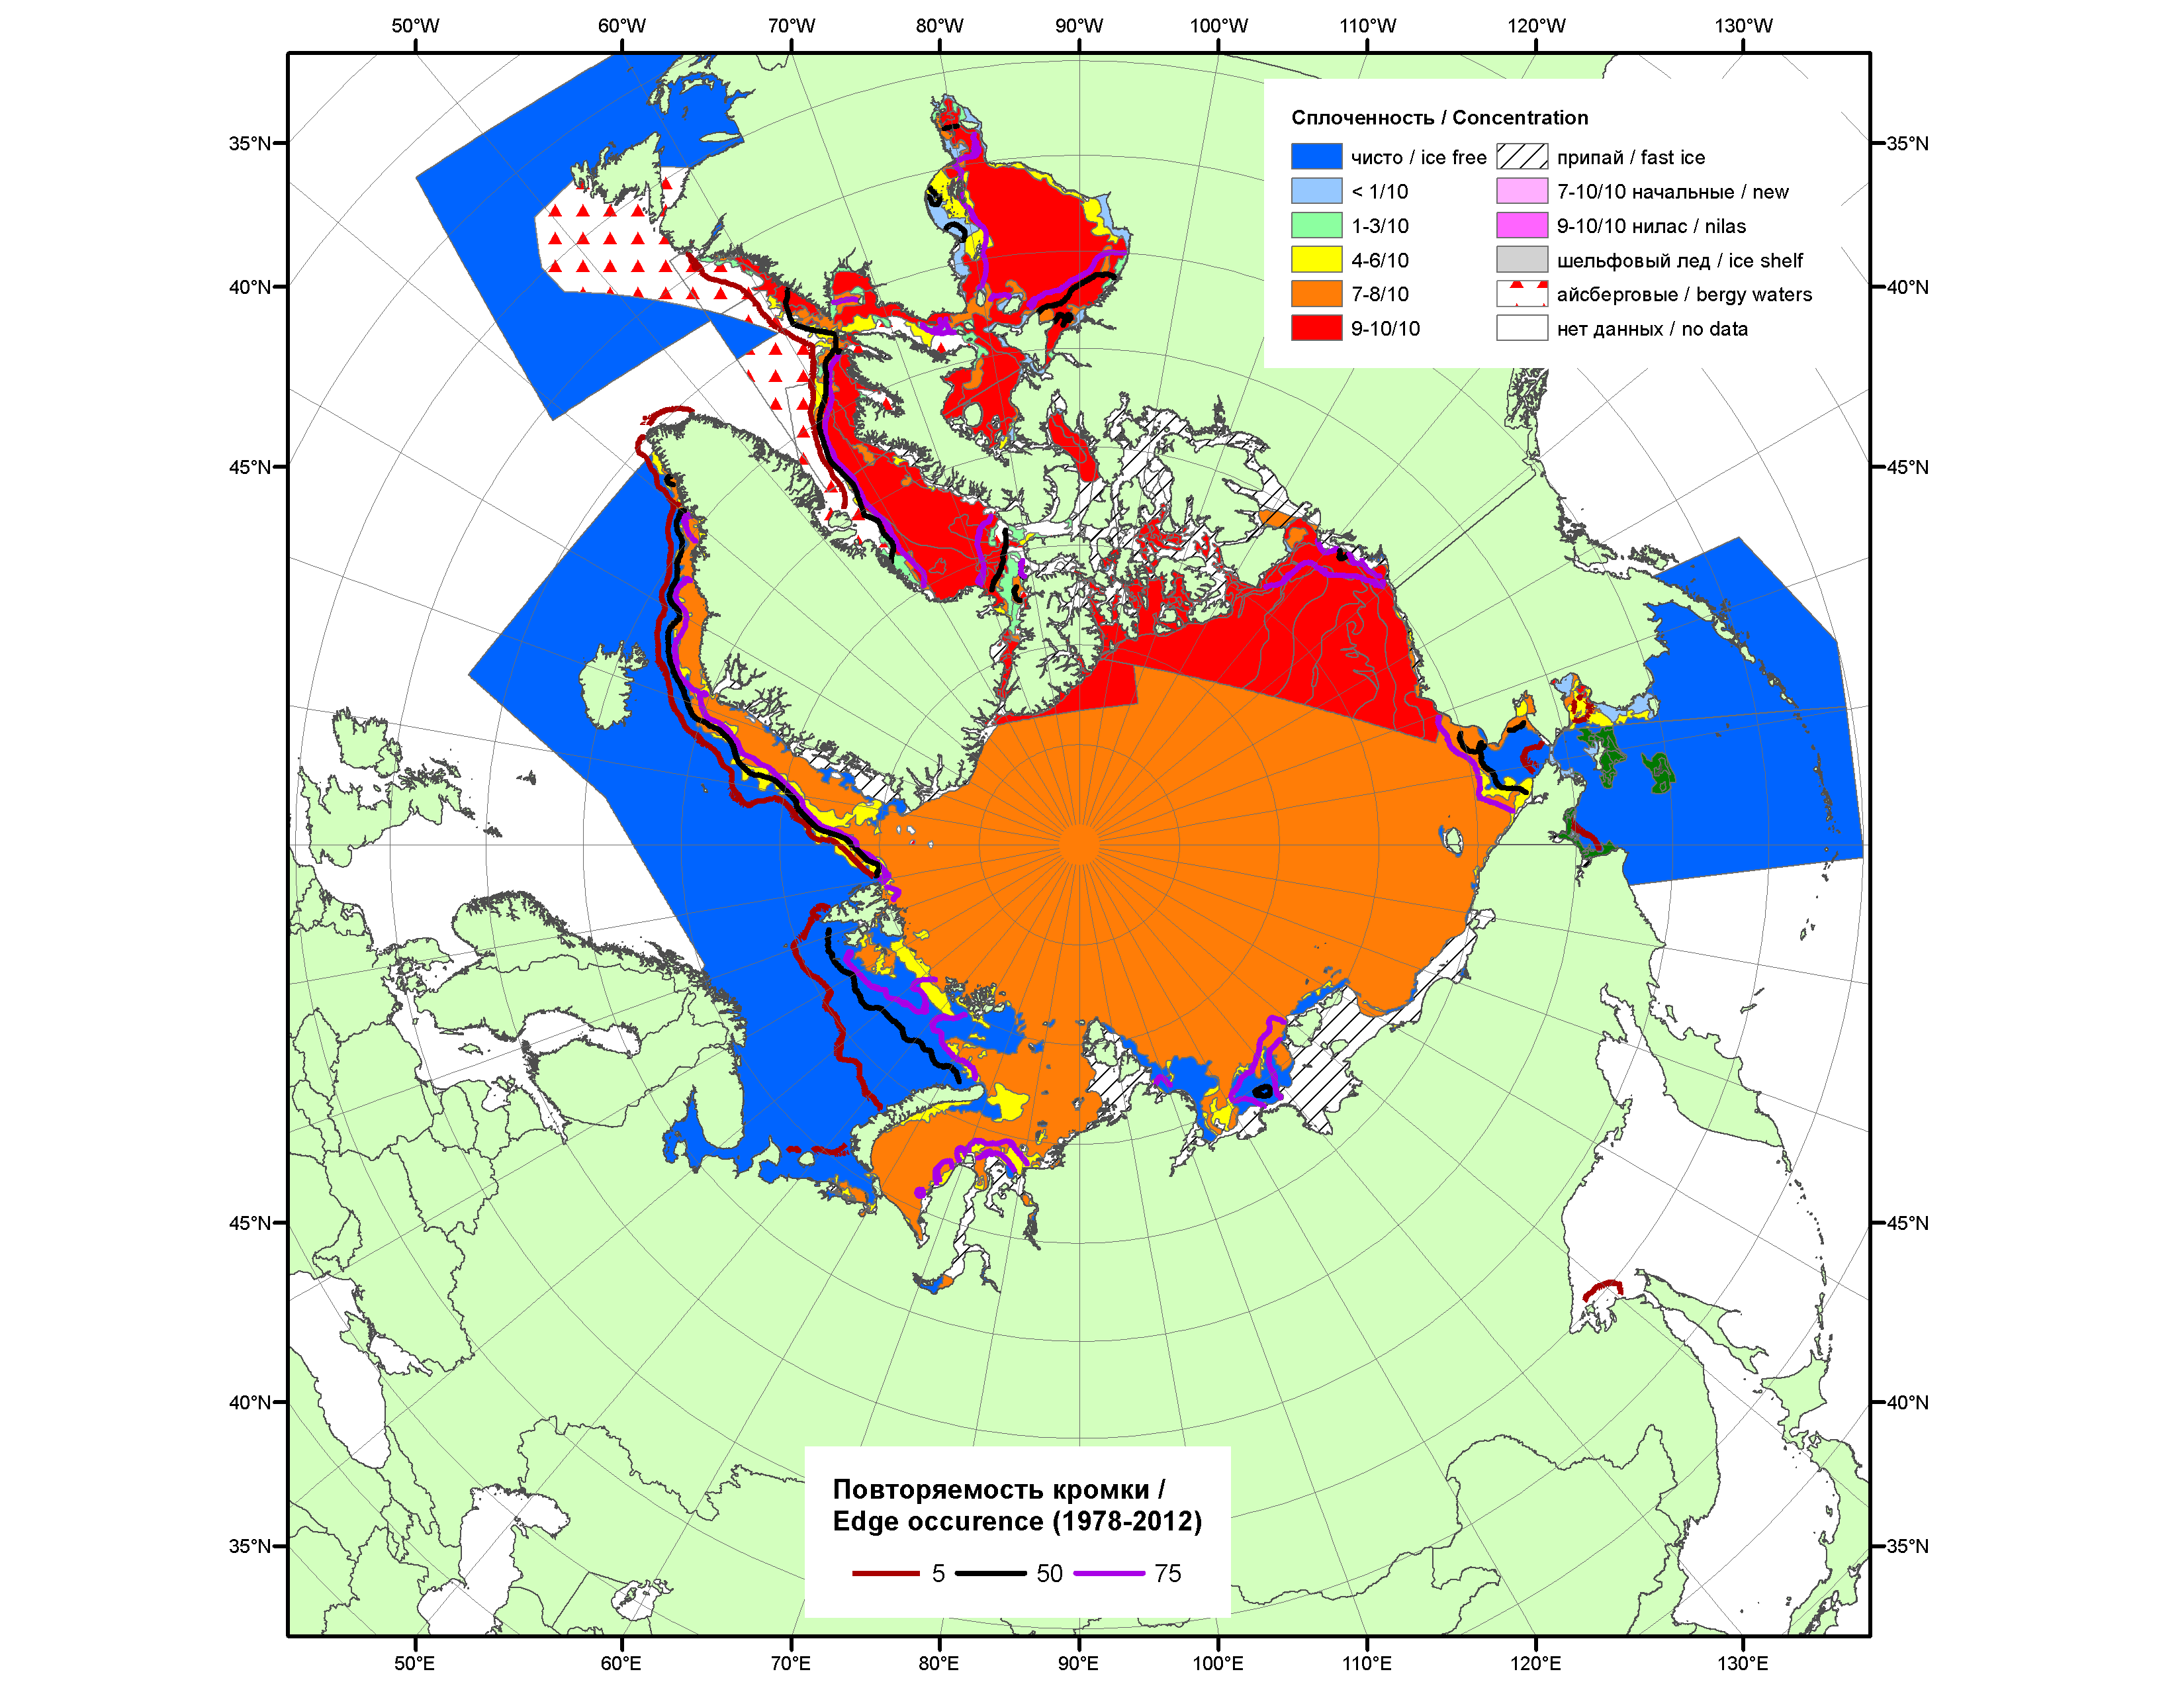 50°W 60°W 70°W 80°W 90°W 100°W 110°W 120°W 130°W
Сплоченность / Concentration
чисто / ice free
< 1/10
1-3/10
4-6/10
7-8/10
9-10/10
припай / fast ice
7-10/10 начальные / new
9-10/10 нилас / nilas
шельфовый лед / ice shelf
айсберговые / bergy waters
нет данных / no data
35°N 35°N
40°N 40°N
45°N 45°N
45°N 45°N
40°N 40°N
35°N 35°N
Повторяемость кромки /
Edge occurence (1978-2012)
5 50 75
50°E 60°E 70°E 80°E 90°E 100°E 110°E 120°E 130°E